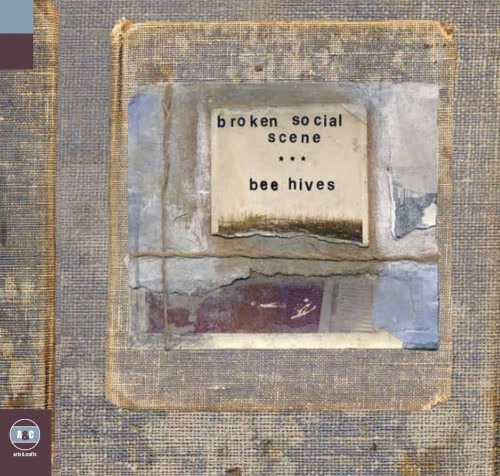 broken social
scene
***
bee hives
A&C
arts & crafts